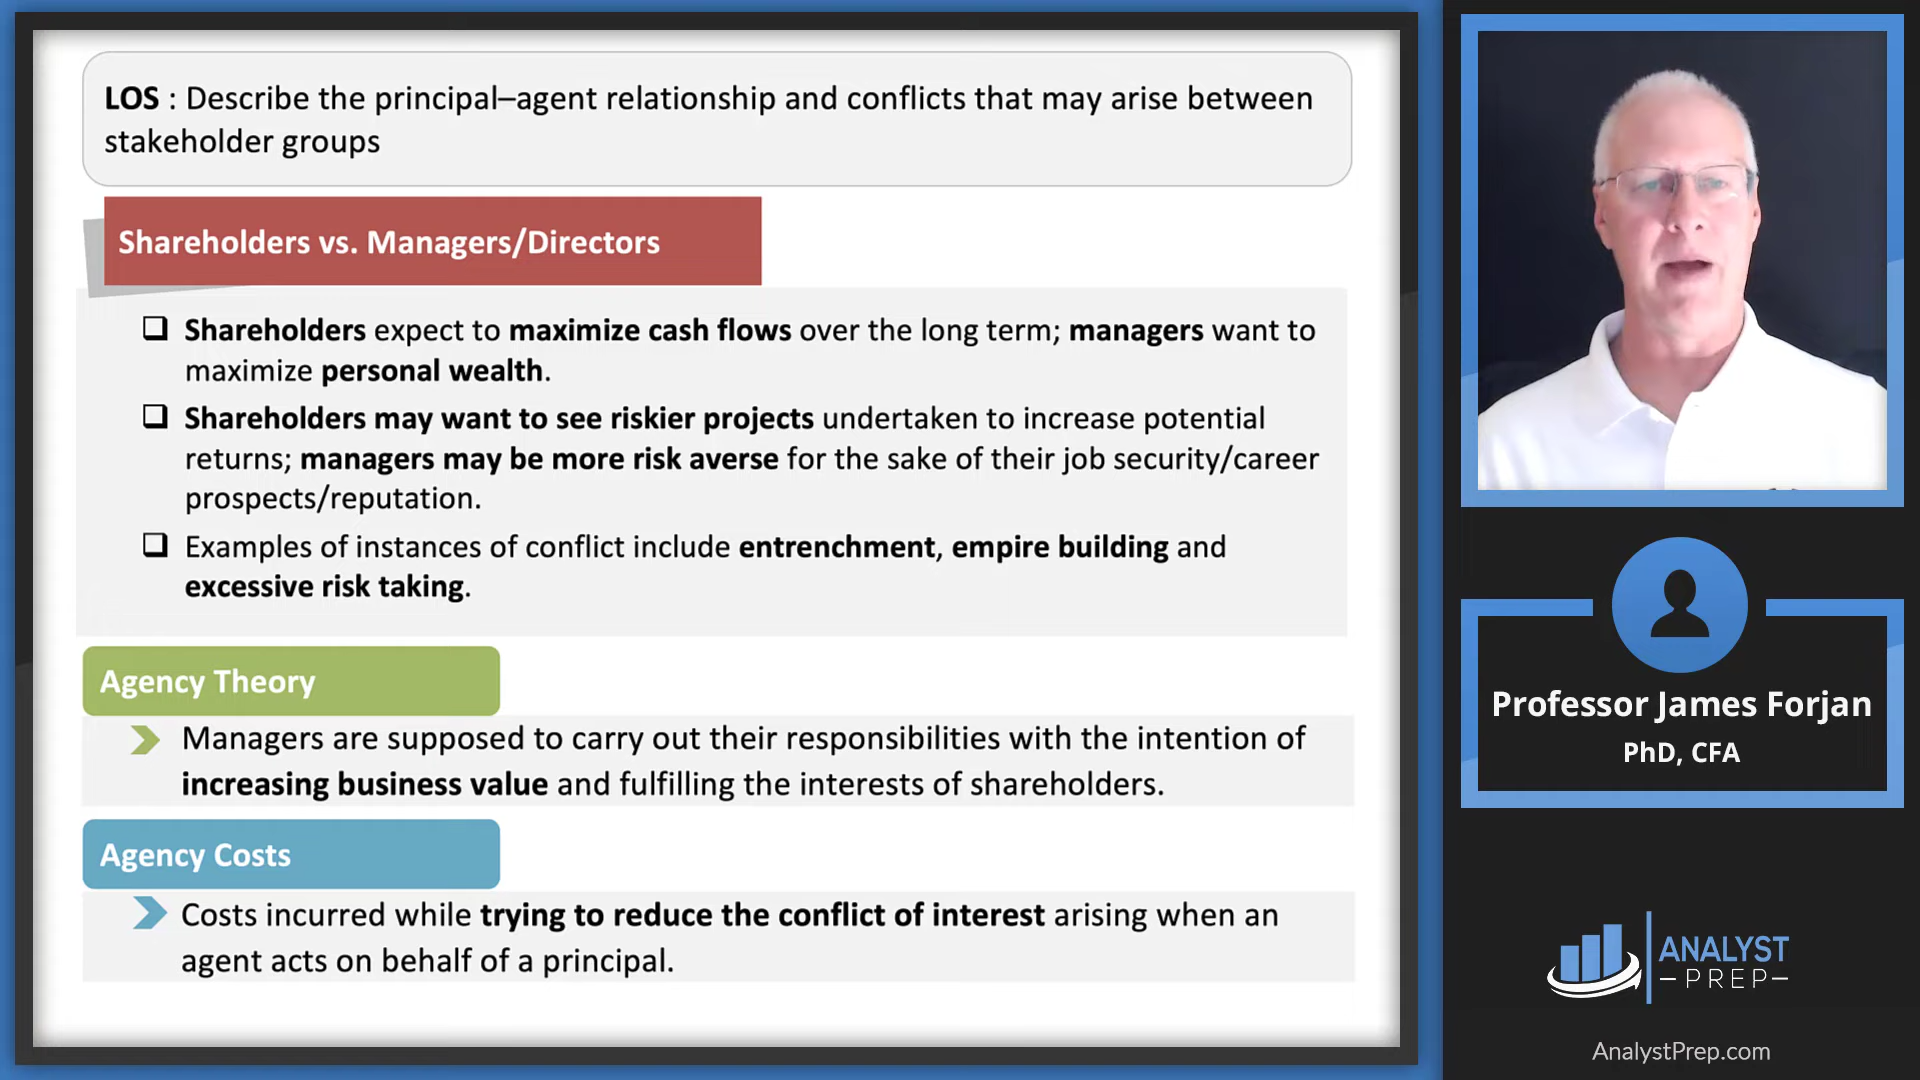 LOS : Describe the principal–agent relationship and conflicts that may arise between
stakeholder groups
Shareholders vs. Managers/Directors
Shareholders expect to maximize cash flows over the long term; managers want to
maximize personal wealth.
Shareholders may want to see riskier projects undertaken to increase potential
returns; managers may be more risk averse for the sake of their job security/career
prospects/reputation.
Examples of instances of conflict include entrenchment, empire building and
excessive risk taking.
Agency Theory
Managers are supposed to carry out their responsibilities with the intention of
increasing business value and fulfilling the interests of shareholders.
Agency Costs
Costs incurred while trying to reduce the conflict of interest arising when an
agent acts on behalf of a principal.
Professor James Forjan
PhD, CFA
ANALYST
–PREP–
AnalystPrep.com